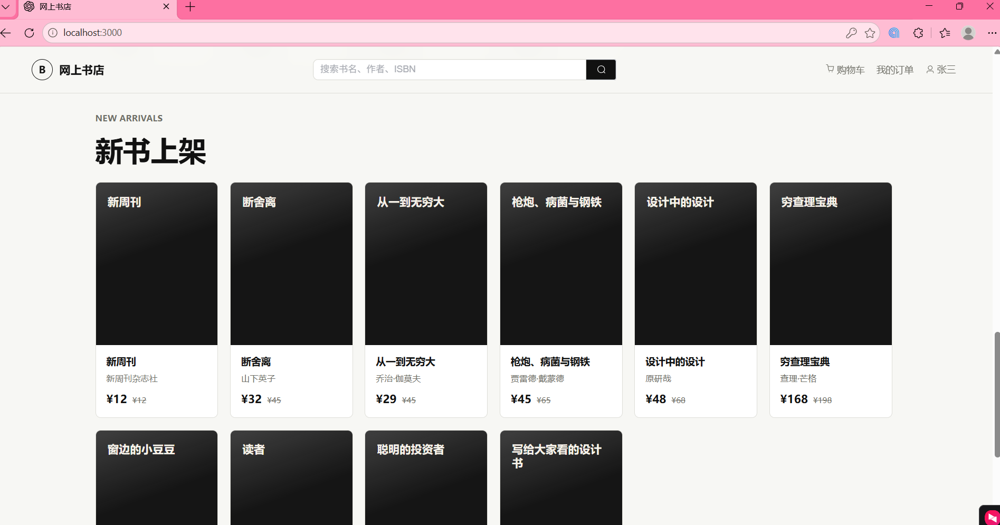 网上书店
localhost:3000
B 网上书店
搜索书名、作者、ISBN
购物车 我的订单 张三
NEW ARRIVALS
新书上架
新周刊
断舍离
从一到无穷大
枪炮、病菌与钢铁
设计中的设计
穷查理宝典
新周刊
新周刊杂志社
¥12 ¥12
断舍离
山下英子
¥32 ¥45
从一到无穷大
乔治·伽莫夫
¥29 ¥45
枪炮、病菌与钢铁
贾雷德·戴蒙德
¥45 ¥65
设计中的设计
原研哉
¥48 ¥68
穷查理宝典
查理·芒格
¥168 ¥198
窗边的小豆豆
读者
聪明的投资者
写给大家看的设计
书